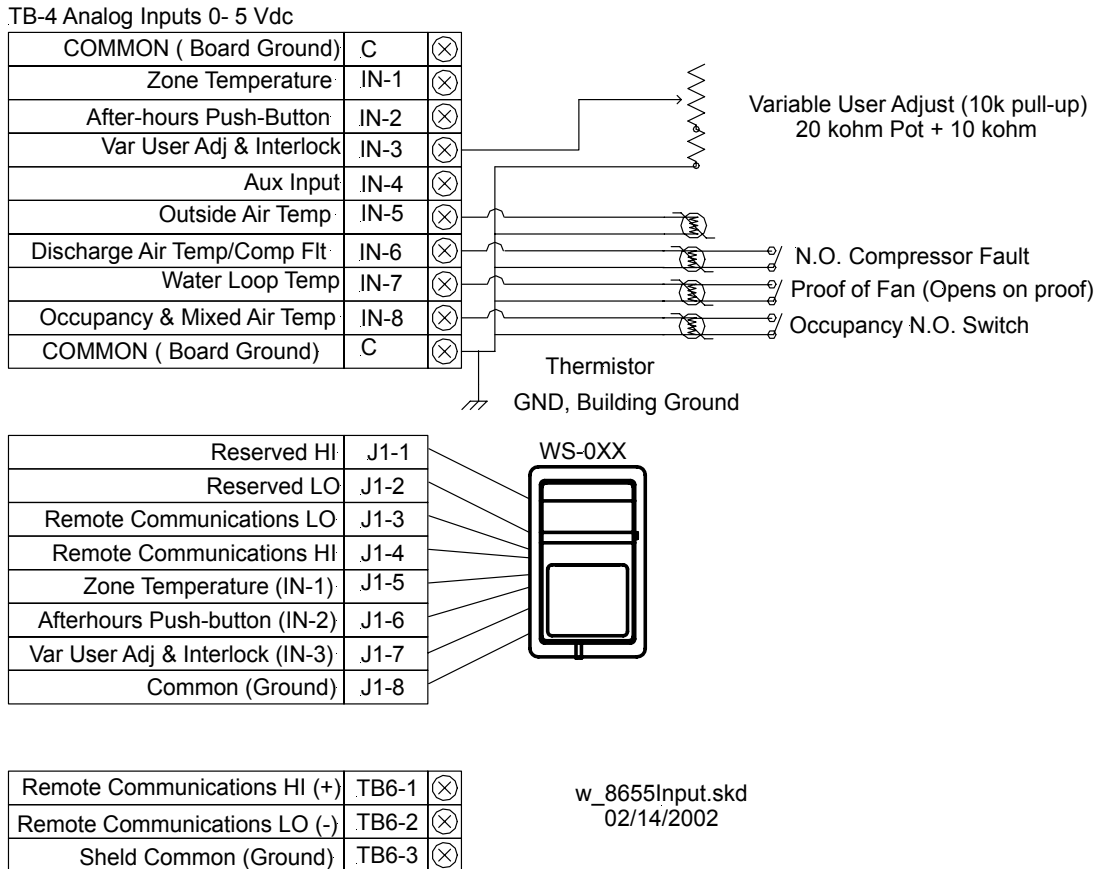 TB-4 Analog Inputs 0- 5 Vdc
COMMON ( Board Ground) C
Zone Temperature IN-1
After-hours Push-Button IN-2
Var User Adj & Interlock IN-3
Aux Input IN-4
Outside Air Temp IN-5
Discharge Air Temp/Comp Flt IN-6
Water Loop Temp IN-7
Occupancy & Mixed Air Temp IN-8
COMMON ( Board Ground) C
Variable User Adjust (10k pull-up)
20 kohm Pot + 10 kohm
N.O. Compressor Fault
Proof of Fan (Opens on proof)
Occupancy N.O. Switch
Thermistor
GND, Building Ground
Reserved HI J1-1
Reserved LO J1-2
Remote Communications LO J1-3
Remote Communications HI J1-4
Zone Temperature (IN-1) J1-5
Afterhours Push-button (IN-2) J1-6
Var User Adj & Interlock (IN-3) J1-7
Common (Ground) J1-8
WS-0XX
Remote Communications HI (+) TB6-1
Remote Communications LO (-) TB6-2
Sheld Common (Ground) TB6-3
w_8655Input.skd
02/14/2002